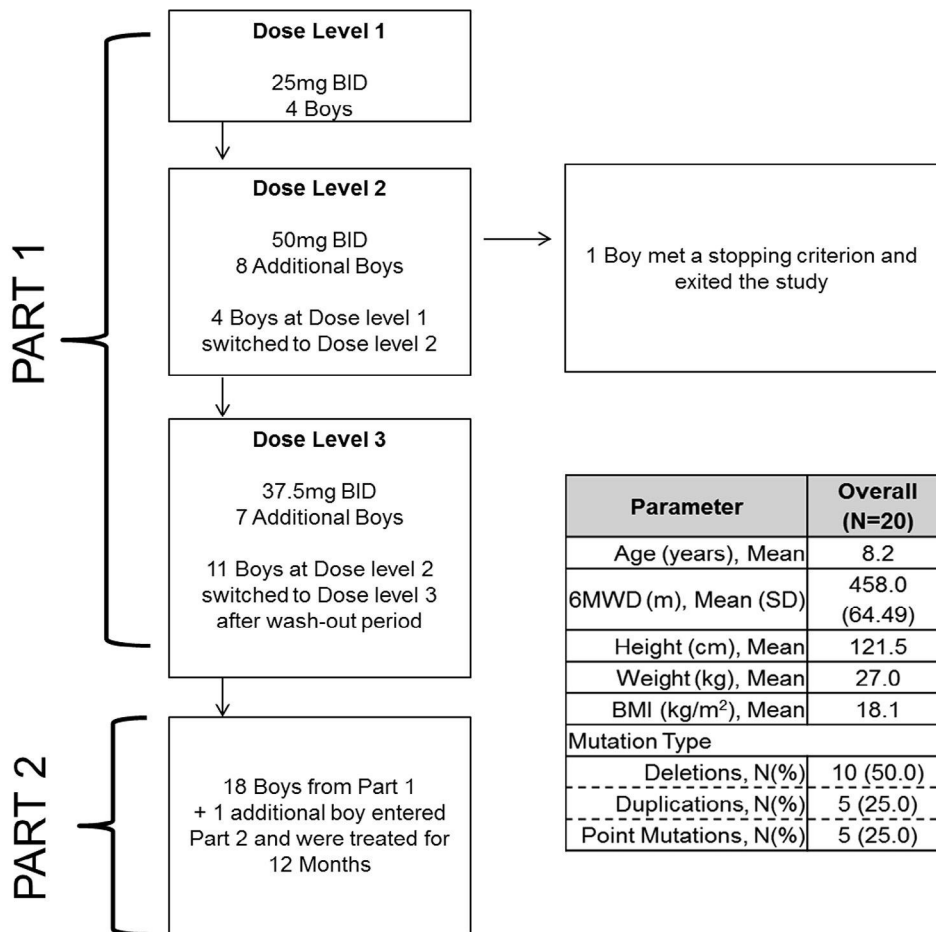 PART 1
Dose Level 1
25mg BID
4 Boys
Dose Level 2
50mg BID
8 Additional Boys
4 Boys at Dose level 1
switched to Dose level 2
1 Boy met a stopping criterion and
exited the study
Dose Level 3
37.5mg BID
7 Additional Boys
11 Boys at Dose level 2
switched to Dose level 3
after wash-out period
PART 2
18 Boys from Part 1
+ 1 additional boy entered
Part 2 and were treated for
12 Months
Parameter Overall
(N=20)
Age (years), Mean 8.2
6MWD (m), Mean (SD) 458.0
(64.49)
Height (cm), Mean 121.5
Weight (kg), Mean 27.0
BMI (kg/m²), Mean 18.1
Mutation Type
Deletions, N(%) 10 (50.0)
Duplications, N(%) 5 (25.0)
Point Mutations, N(%) 5 (25.0)